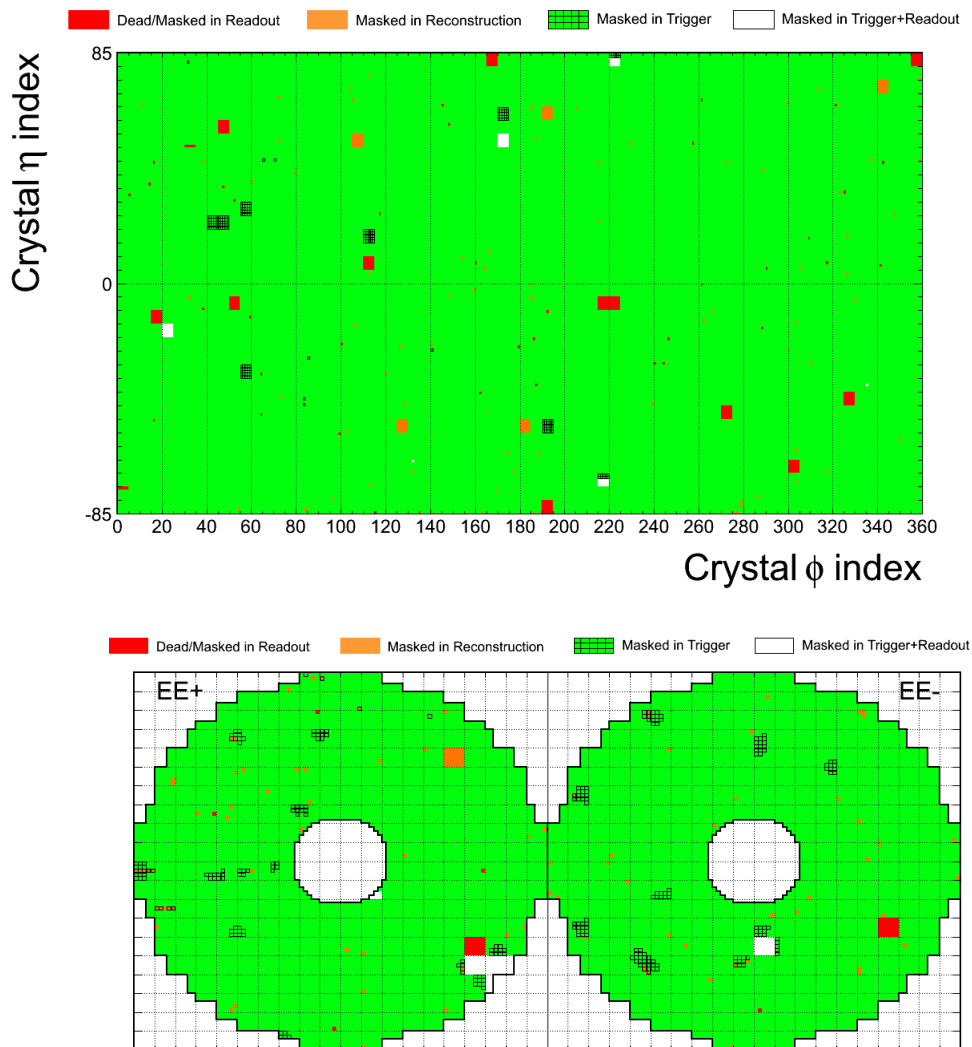 Dead/Masked in Readout Masked in Reconstruction Masked in Trigger Masked in Trigger+Readout
85
0
-85
Crystal η index
0 20 40 60 80 100 120 140 160 180 200 220 240 260 280 300 320 340 360
Crystal ϕ index
Dead/Masked in Readout Masked in Reconstruction Masked in Trigger Masked in Trigger+Readout
EE+ EE-